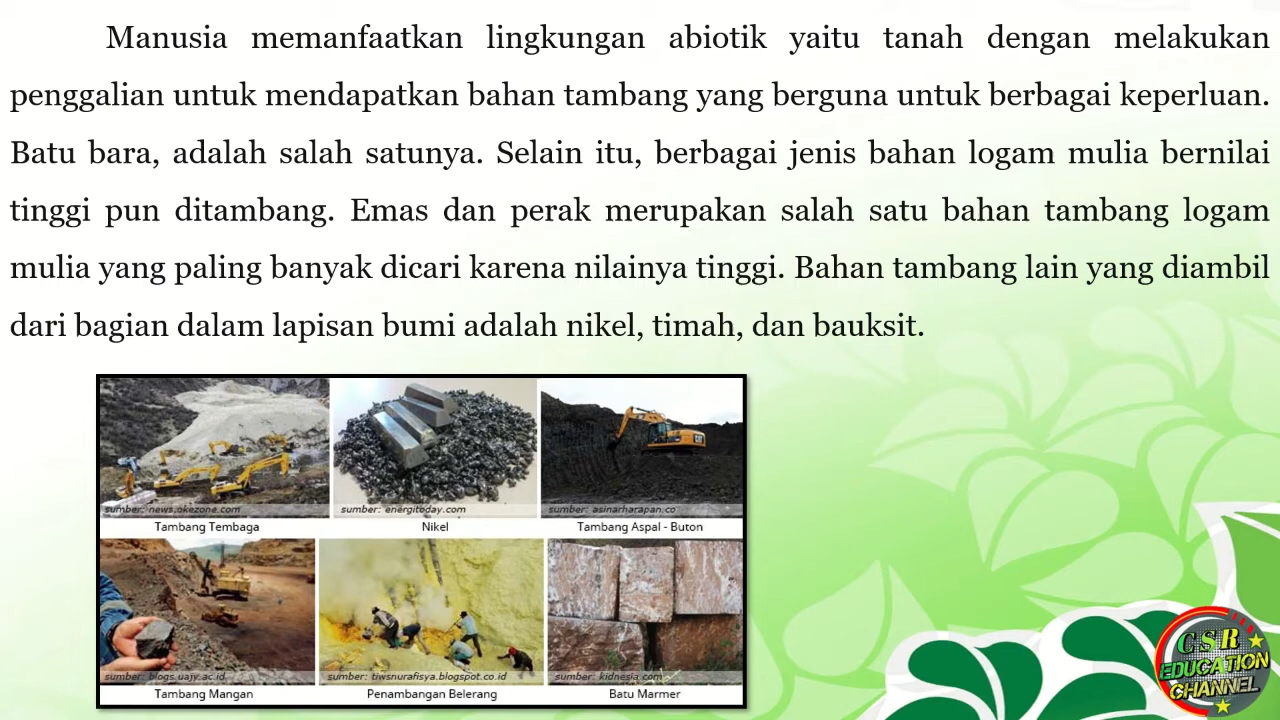 Manusia memanfaatkan lingkungan abiotik yaitu tanah dengan melakukan
penggalian untuk mendapatkan bahan tambang yang berguna untuk berbagai keperluan.
Batu bara, adalah salah satunya. Selain itu, berbagai jenis bahan logam mulia bernilai
tinggi pun ditambang. Emas dan perak merupakan salah satu bahan tambang logam
mulia yang paling banyak dicari karena nilainya tinggi. Bahan tambang lain yang diambil
dari bagian dalam lapisan bumi adalah nikel, timah, dan bauksit.
sumber: news.okezone.com
sumber: energitoday.com
sumber: asinarharapan.co
Tambang Tembaga
Nikel
Tambang Aspal - Buton
sumber: blogs.uajy.ac.id
sumber: tiwsnurafisya.blogspot.co.id
sumber: kidnesia.com
Tambang Mangan
Penambangan Belerang
Batu Marmer
CSR
EDUCATION
CHANNEL